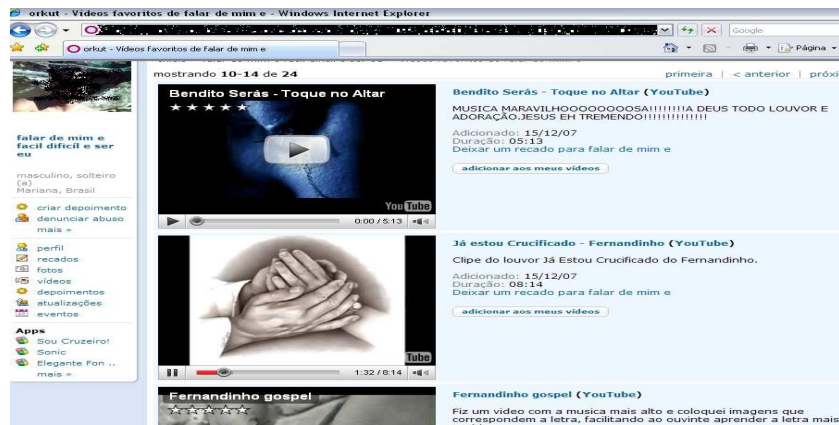 orkut - Vídeos favoritos de falar de mim e - Windows Internet Explorer
Google
orkut - Vídeos favoritos de falar de mim e
Página
mostrando 10-14 de 24
primeira | < anterior | próxi
falar de mim e
facil dificíl e ser
eu
masculino, solteiro
(a)
Mariana, Brasil
criar depoimento
denunciar abuso
mais »
perfil
recados
fotos
vídeos
depoimentos
atualizações
eventos
Apps
Sou Cruzeiro!
Sonic
Elegante Fon ..
mais »
Bendito Serás - Toque no Altar
YouTube
0:00 / 5:13
Bendito Serás - Toque no Altar (YouTube)
MUSICA MARAVILHOOOOOOOOSA!!!!!!!!A DEUS TODO LOUVOR E
ADORAÇÃO.JESUS EH TREMENDO!!!!!!!!!!!!!!
Adicionado: 15/12/07
Duração: 05:13
Deixar um recado para falar de mim e
adicionar aos meus vídeos
Tube
1:32 / 8:14
Já estou Crucificado - Fernandinho (YouTube)
Clipe do louvor Já Estou Crucificado do Fernandinho.
Adicionado: 15/12/07
Duração: 08:14
Deixar um recado para falar de mim e
adicionar aos meus vídeos
Fernandinho gospel
Fernandinho gospel (YouTube)
Fiz um video com a musica mais alto e coloquei imagens que
correspondem a letra, facilitando ao ouvinte aprender a letra mais